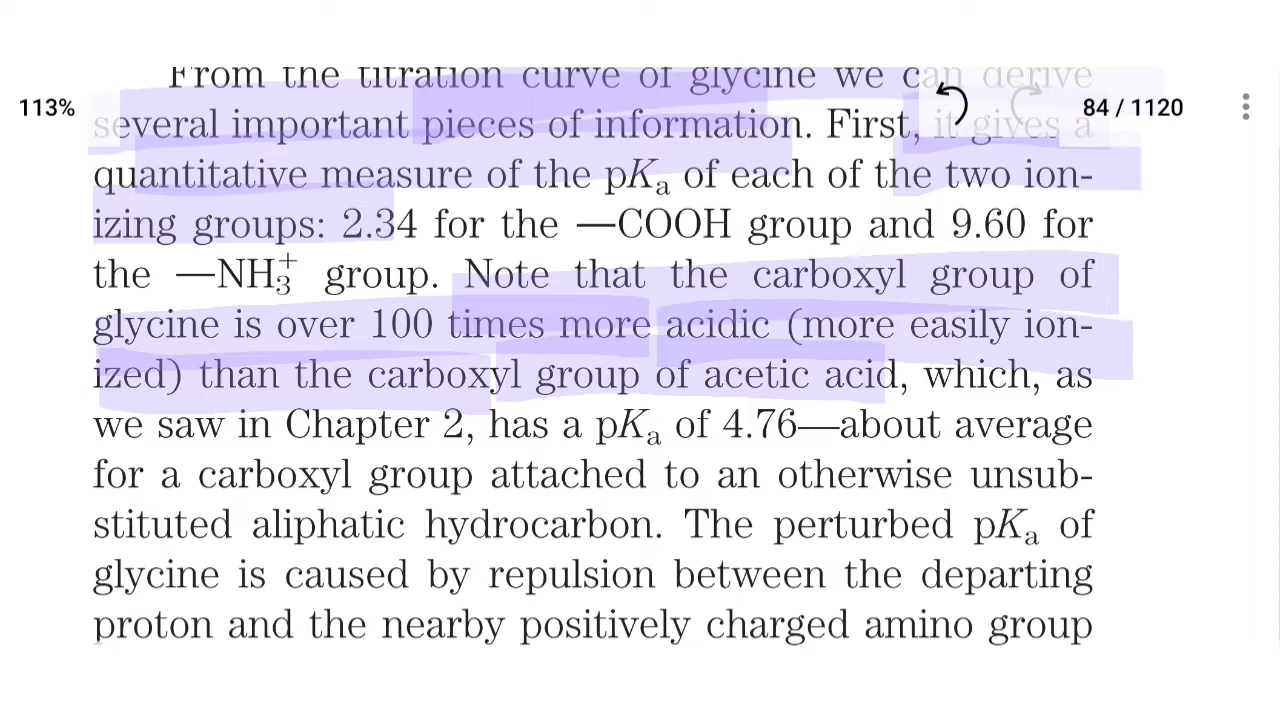 From the titration curve of glycine we can derive
113%
84 / 1120
several important pieces of information. First, it gives a
quantitative measure of the pKa of each of the two ion-
izing groups: 2.34 for the —COOH group and 9.60 for
the —NH3+ group. Note that the carboxyl group of
glycine is over 100 times more acidic (more easily ion-
ized) than the carboxyl group of acetic acid, which, as
we saw in Chapter 2, has a pKa of 4.76—about average
for a carboxyl group attached to an otherwise unsub-
stituted aliphatic hydrocarbon. The perturbed pKa of
glycine is caused by repulsion between the departing
proton and the nearby positively charged amino group